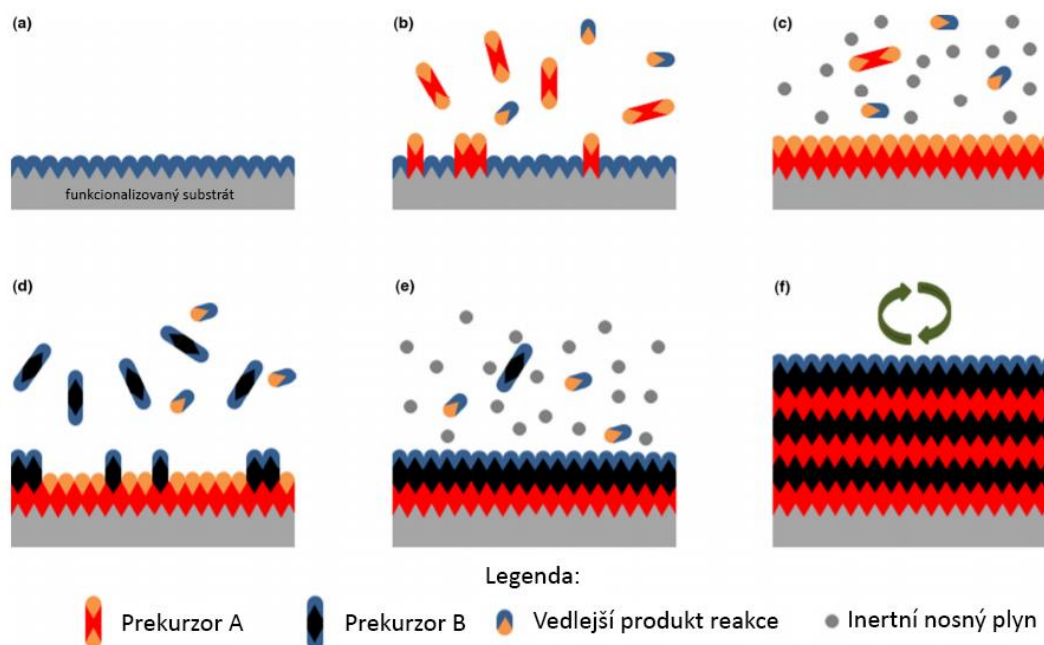 (a)
(b)
(c)
funkcionalizovaný substrát
(d)
(e)
(f)
Legenda:
Prekurzor A
Prekurzor B
Vedlejší produkt reakce
Inertní nosný plyn